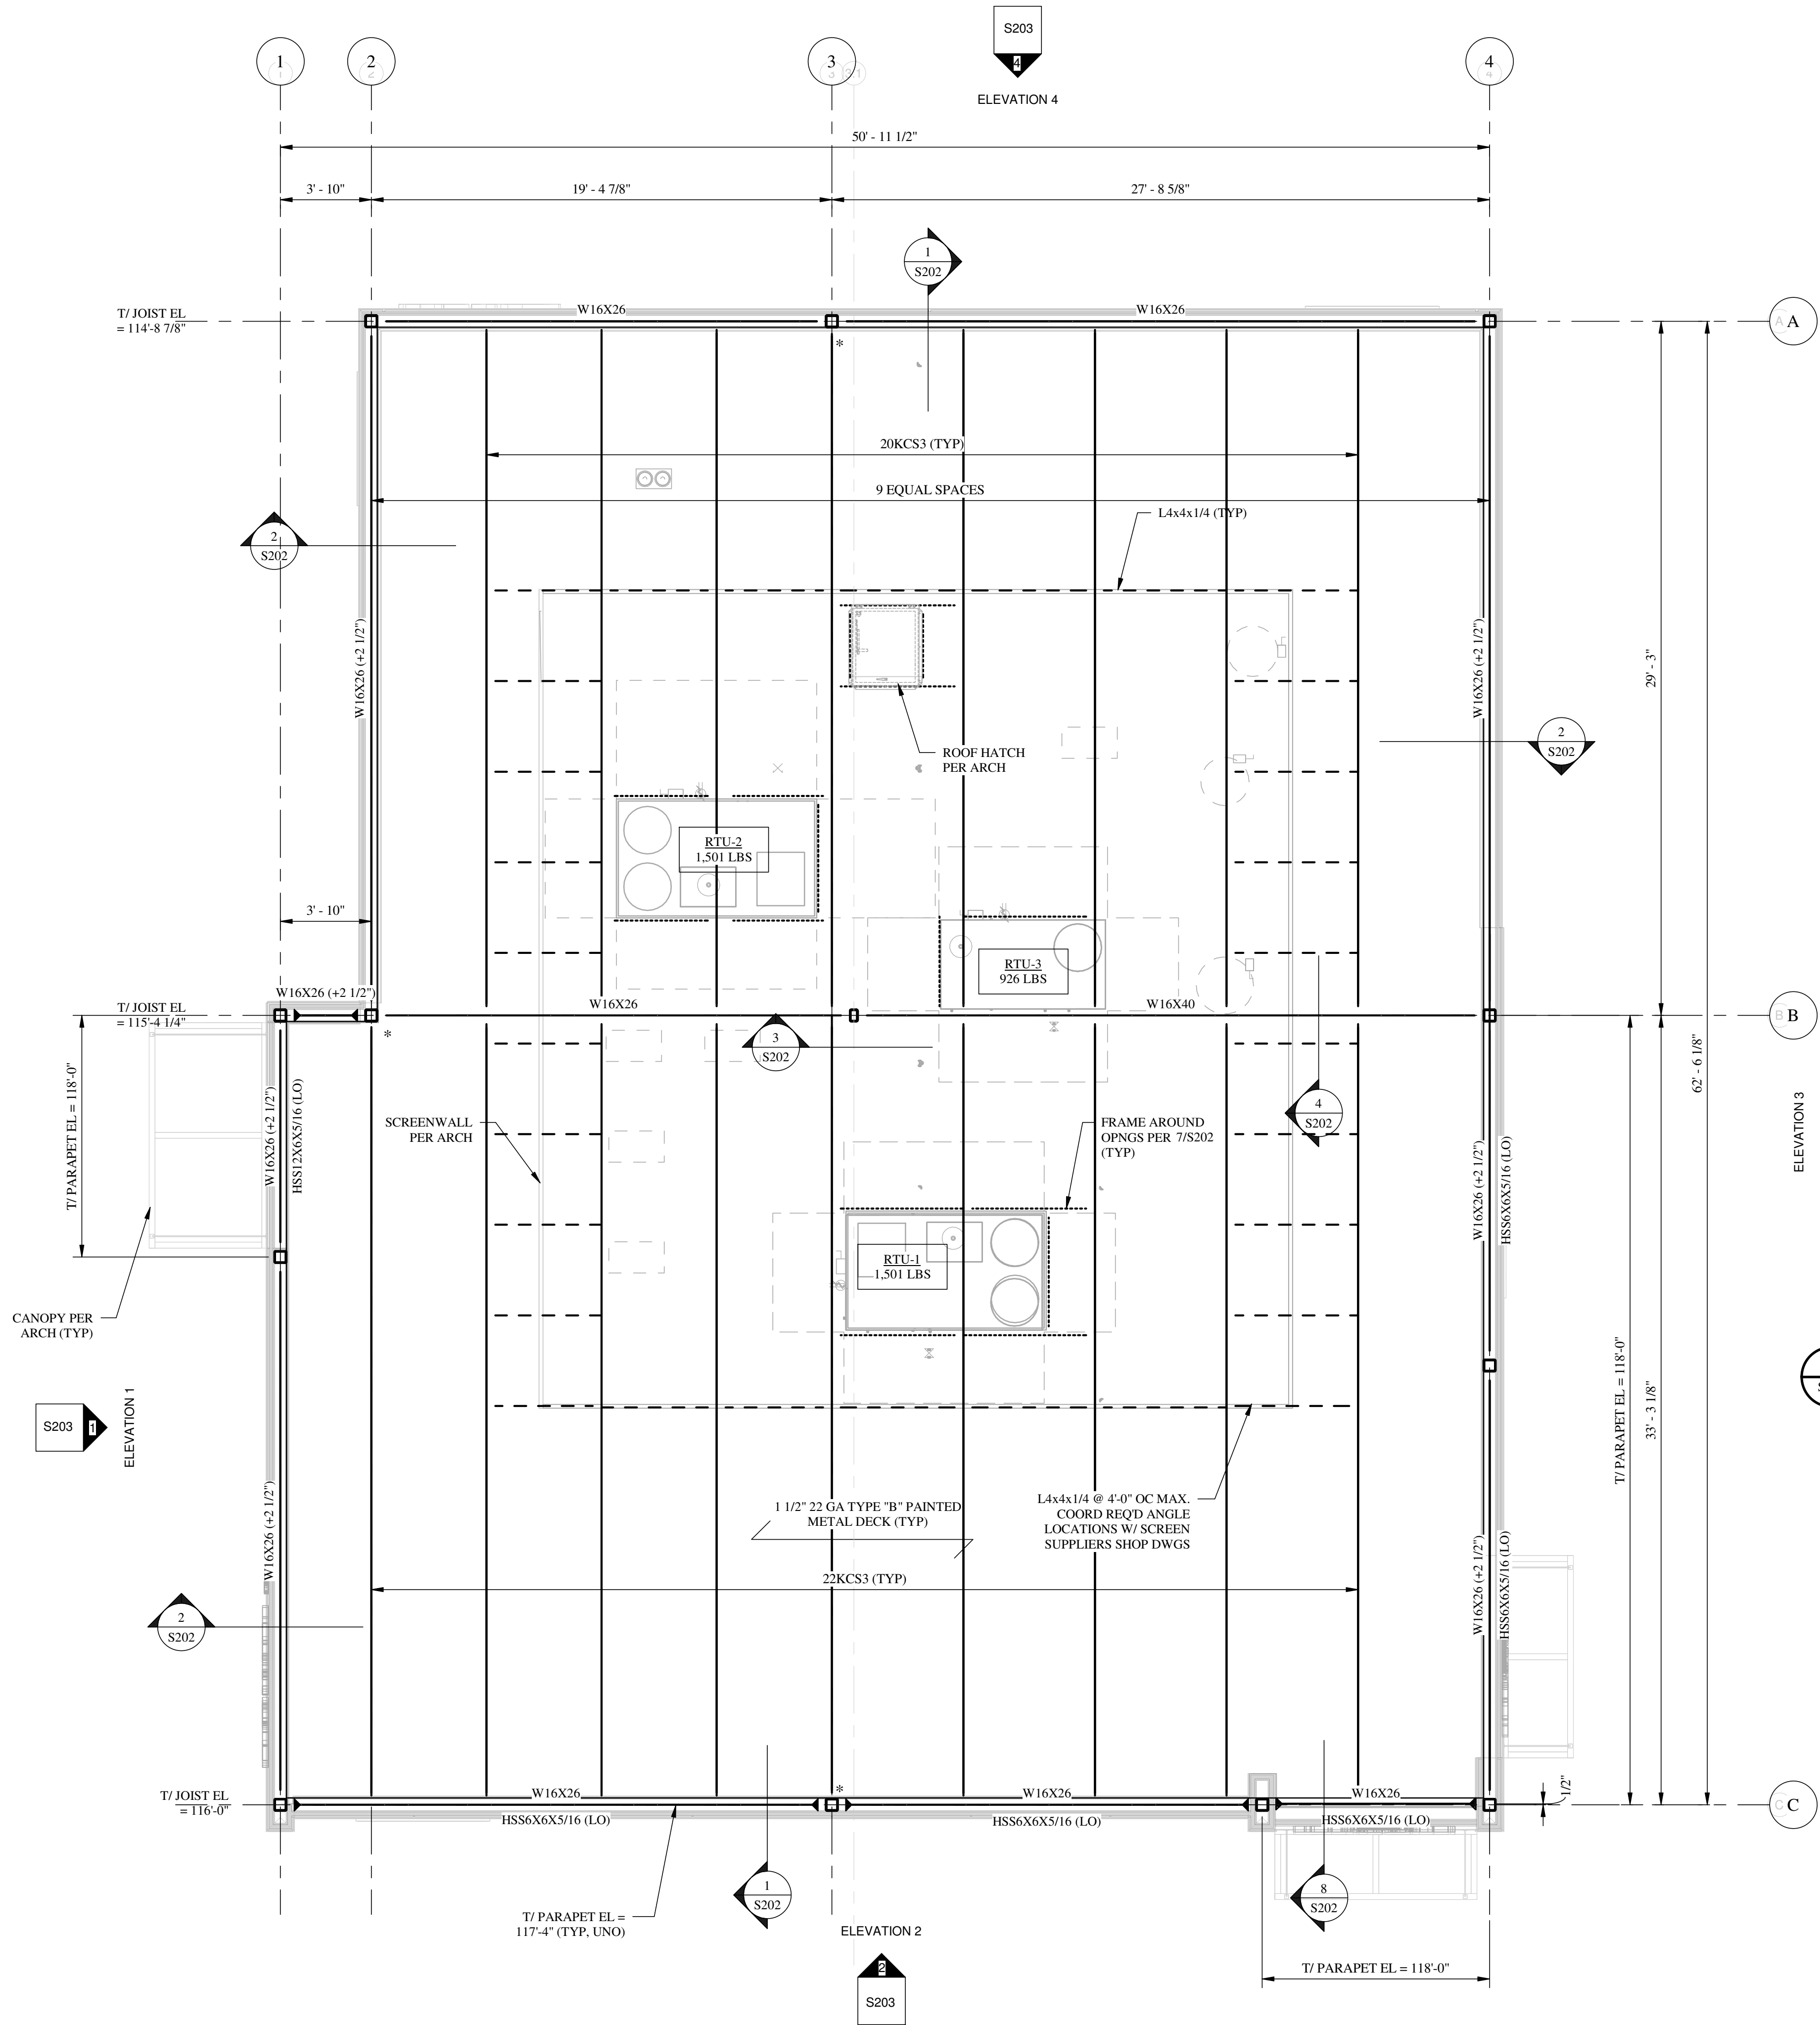 S203
4
ELEVATION 4
1
2
3
4
1
2
3
3.1
4
50' - 11 1/2"
3' - 10"
19' - 4 7/8"
27' - 8 5/8"
1
S202
T/ JOIST EL
= 114'-8 7/8"
W16X26
W16X26
A A
*
20KCS3 (TYP)
9 EQUAL SPACES
L4x4x1/4 (TYP)
2
S202
W16X26 (+2 1/2")
W16X26 (+2 1/2")
29' - 3"
ROOF HATCH
PER ARCH
2
S202
RTU-2
1,501 LBS
3' - 10"
RTU-3
926 LBS
W16X26 (+2 1/2")
T/ JOIST EL
= 115'-4 1/4"
W16X26
W16X40
B B
*
3
S202
62' - 6 1/8"
T/ PARAPET EL = 118'-0"
W16X26 (+2 1/2")
HSS12X6X5/16 (LO)
SCREENWALL
PER ARCH
FRAME AROUND
OPNGS PER 7/S202
(TYP)
4
S202
W16X26 (+2 1/2")
HSS6X6X5/16 (LO)
ELEVATION 3
RTU-1
1,501 LBS
CANOPY PER
ARCH (TYP)
T/ PARAPET EL = 118'-0"
33' - 3 1/8"
S203
1
ELEVATION 1
W16X26 (+2 1/2")
1 1/2" 22 GA TYPE "B" PAINTED
METAL DECK (TYP)
L4x4x1/4 @ 4'-0" OC MAX.
COORD REQ'D ANGLE
LOCATIONS W/ SCREEN
SUPPLIERS SHOP DWGS
W16X26 (+2 1/2")
HSS6X6X5/16 (LO)
22KCS3 (TYP)
2
S202
T/ JOIST EL
= 116'-0"
*
W16X26
W16X26
W16X26
1/2"
C C
HSS6X6X5/16 (LO)
HSS6X6X5/16 (LO)
HSS6X6X5/16 (LO)
1
S202
8
S202
T/ PARAPET EL =
117'-4" (TYP, UNO)
ELEVATION 2
2
S203
T/ PARAPET EL = 118'-0"